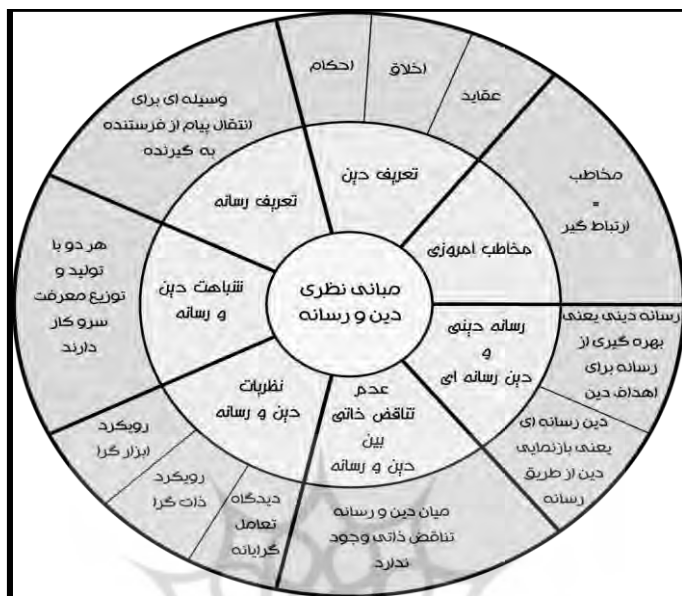 مبانی نظری
دین و رسانه
تعریف دین
عقاید
اخلاق
احکام
تعریف رسانه
وسیله ای برای
انتقال پیام از فرستنده
به گیرنده
شباهت دین
و رسانه
هر دو با
تولید و
توزیع معرفت
سر و کار
دارند
نظریات
دین و رسانه
رویکرد
ابزار گرا
رویکرد
ذات گرا
دیدگاه
تعامل
گرایانه
عدم
تناقض ذاتی
بین
دین و رسانه
میان دین و رسانه
تناقض ذاتی وجود
ندارد
رسانه دینی
و
دین رسانه ای
رسانه دینی یعنی
بهره گیری از
رسانه برای
اهداف دین
دین رسانه ای
یعنی بازنمایی
دین از طریق
رسانه
مخاطب امروزی
مخاطب
=
ارتباط گیر